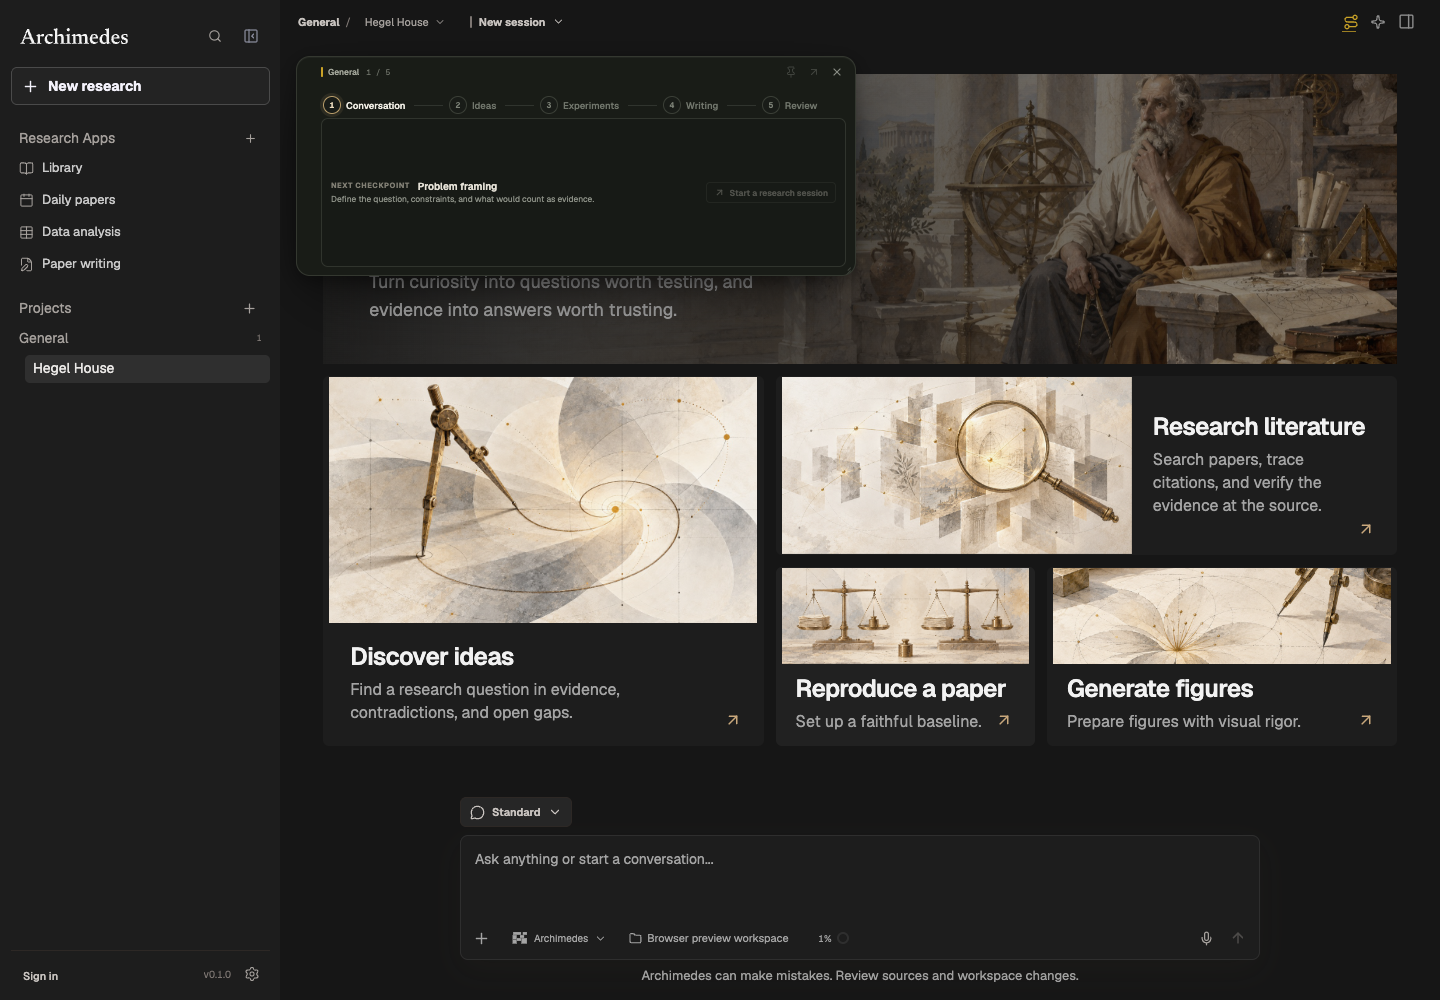 Archimedes
New research
Research Apps
Library
Daily papers
Data analysis
Paper writing
Projects
General 1
Hegel House
Sign in v0.1.0
General / Hegel House | New session
General 1 / 5
1 Conversation 2 Ideas 3 Experiments 4 Writing 5 Review
NEXT CHECKPOINT Problem framing
Define the question, constraints, and what would count as evidence.
Start a research session
Turn curiosity into questions worth testing, and
evidence into answers worth trusting.
Discover ideas
Find a research question in evidence,
contradictions, and open gaps.
Research literature
Search papers, trace
citations, and verify the
evidence at the source.
Reproduce a paper
Set up a faithful baseline.
Generate figures
Prepare figures with visual rigor.
Standard
Ask anything or start a conversation...
Archimedes Browser preview workspace 1%
Archimedes can make mistakes. Review sources and workspace changes.